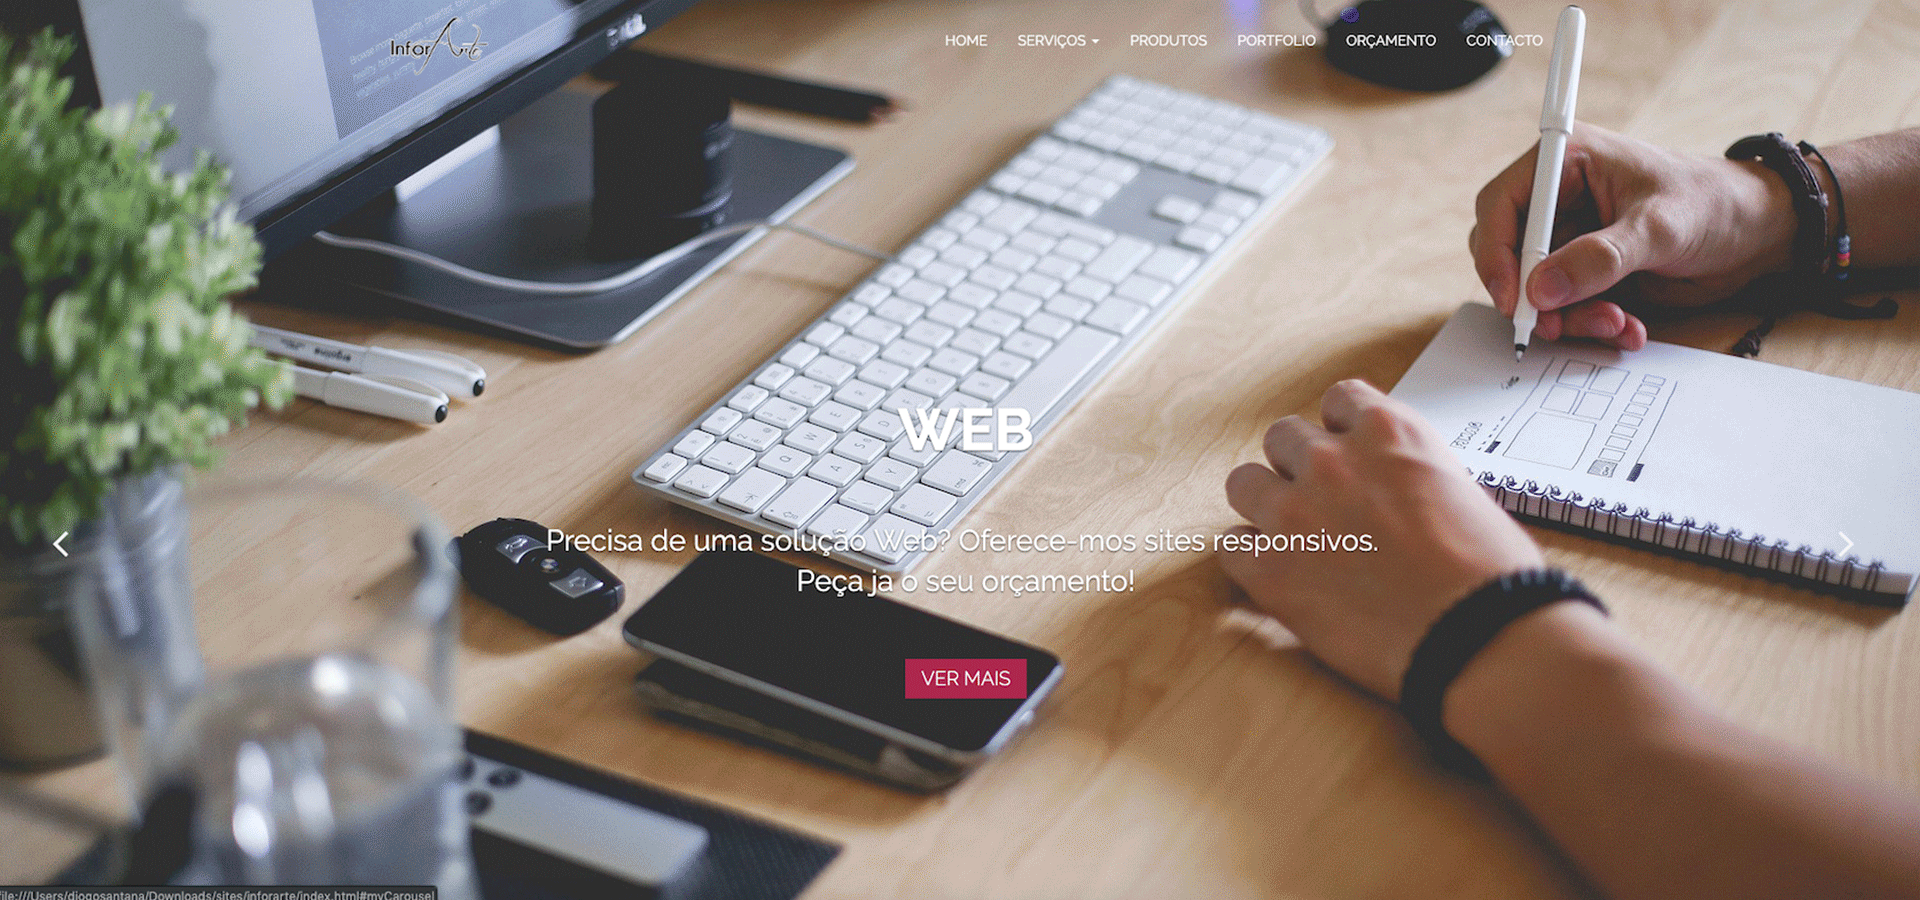 InforArte
HOME SERVIÇOS PRODUTOS PORTFOLIO ORÇAMENTO CONTACTO
WEB
Precisa de uma solução Web? Oferece-mos sites responsivos.
Peça ja o seu orçamento!
VER MAIS
file:///Users/diogosantana/Downloads/sites/inforarte/index.html#myCarousel